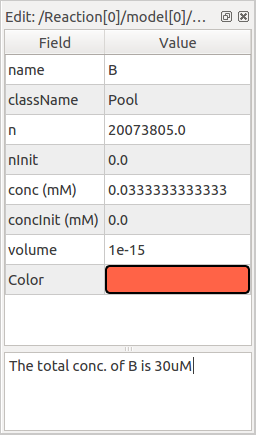 Edit: /Reaction[0]/model[0]/...
Field Value
name B
className Pool
n 20073805.0
nInit 0.0
conc (mM) 0.0333333333333
concInit (mM) 0.0
volume 1e-15
Color
The total conc. of B is 30uM